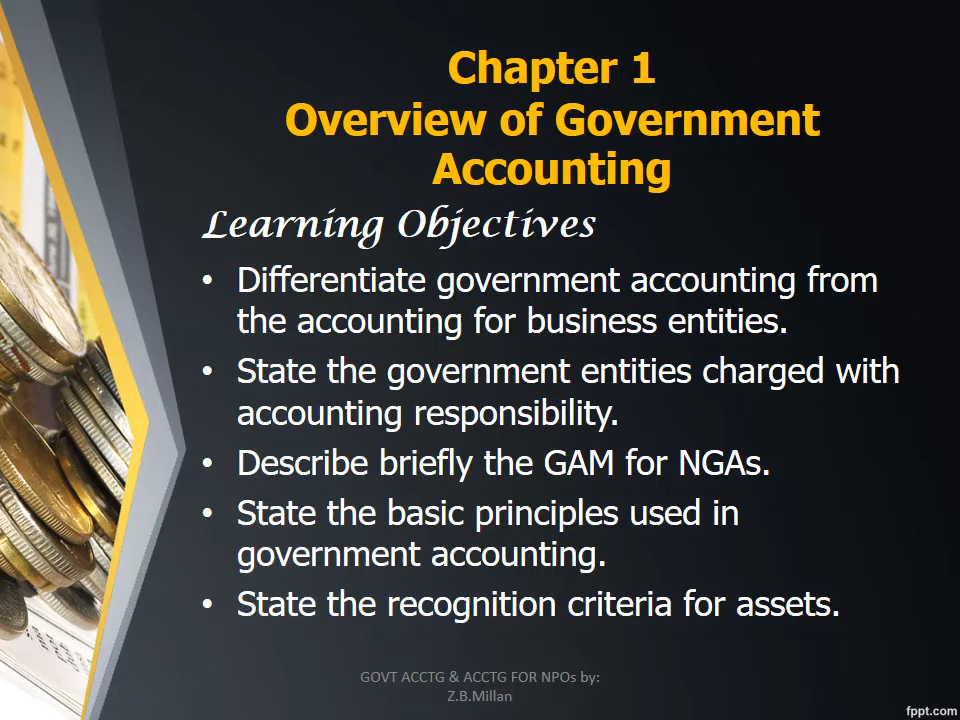 Chapter 1
Overview of Government
Accounting
Learning Objectives
• Differentiate government accounting from
the accounting for business entities.
• State the government entities charged with
accounting responsibility.
• Describe briefly the GAM for NGAs.
• State the basic principles used in
government accounting.
• State the recognition criteria for assets.
GOVT ACCTG & ACCTG FOR NPOs by:
Z.B.Millan
fppt.com